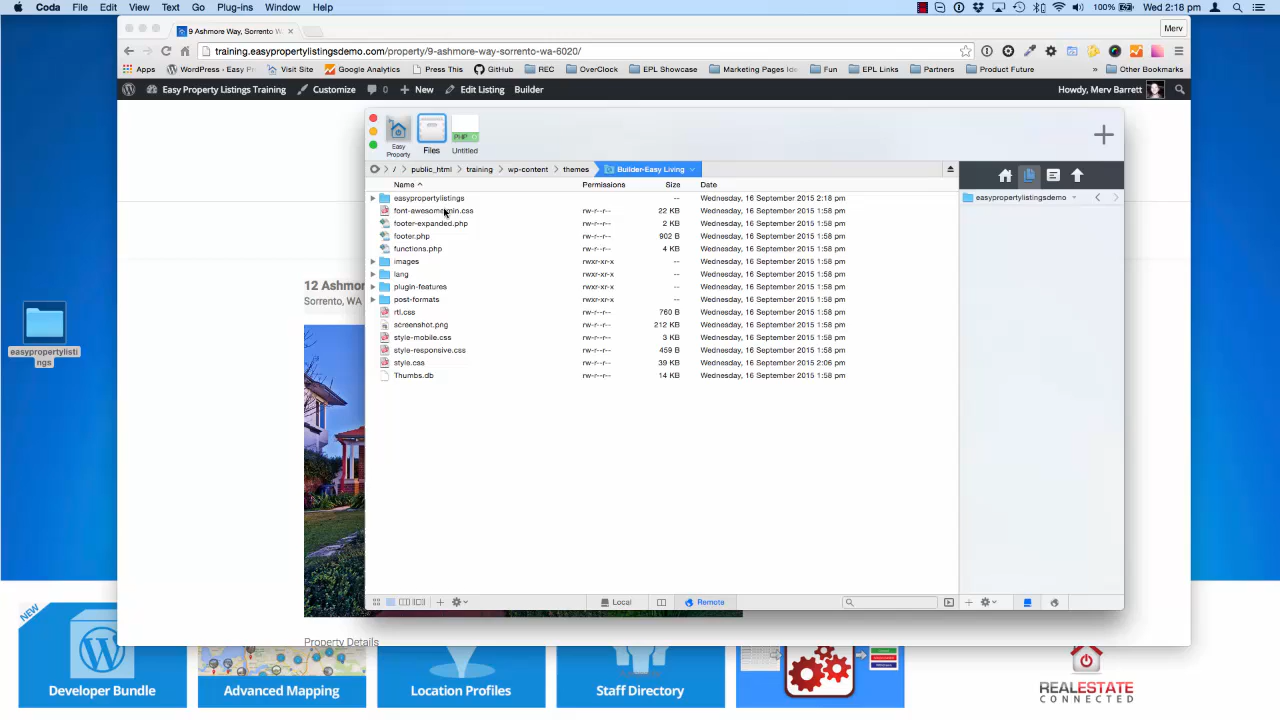 Coda File Edit View Text Go Plug-ins Window Help 100% Wed 2:18 pm
9 Ashmore Way, Sorrento W
Merv
training.easypropertylistingsdemo.com/property/9-ashmore-way-sorrento-wa-6020/
Apps WordPress ‹ Easy Pr Visit Site Google Analytics Press This GitHub REC OverClock EPL Showcase Marketing Pages Ide Fun EPL Links Partners Product Future » Other Bookmarks
Easy Property Listings Training Customize 0 New Edit Listing Builder Howdy, Merv Barrett
Easy Property
Files
PHP
Untitled
/ public_html training wp-content themes Builder-Easy Living
Name Permissions Size Date
easypropertylistings -- Wednesday, 16 September 2015 2:18 pm
easypropertylistingsdemo
rw-r--r-- 22 KB Wednesday, 16 September 2015 1:58 pm
footer-expanded.php rw-r--r-- 2 KB Wednesday, 16 September 2015 1:58 pm
footer.php rw-r--r-- 902 B Wednesday, 16 September 2015 1:58 pm
functions.php rw-r--r-- 4 KB Wednesday, 16 September 2015 1:58 pm
images rwxr-xr-x -- Wednesday, 16 September 2015 1:58 pm
lang rwxr-xr-x -- Wednesday, 16 September 2015 1:58 pm
plugin-features rwxr-xr-x -- Wednesday, 16 September 2015 1:58 pm
post-formats rwxr-xr-x -- Wednesday, 16 September 2015 1:58 pm
rtl.css rw-r--r-- 760 B Wednesday, 16 September 2015 1:58 pm
screenshot.png rw-r--r-- 212 KB Wednesday, 16 September 2015 1:58 pm
style-mobile.css rw-r--r-- 3 KB Wednesday, 16 September 2015 1:58 pm
style-responsive.css rw-r--r-- 459 B Wednesday, 16 September 2015 1:58 pm
style.css rw-r--r-- 39 KB Wednesday, 16 September 2015 2:06 pm
Thumbs.db rw-r--r-- 14 KB Wednesday, 16 September 2015 1:58 pm
Local Remote
12 Ashmor
Sorrento, WA
easypropertylisti
ngs
Property Details
NEW
Developer Bundle
Advanced Mapping
Location Profiles
Staff Directory
REALESTATE
CONNECTED